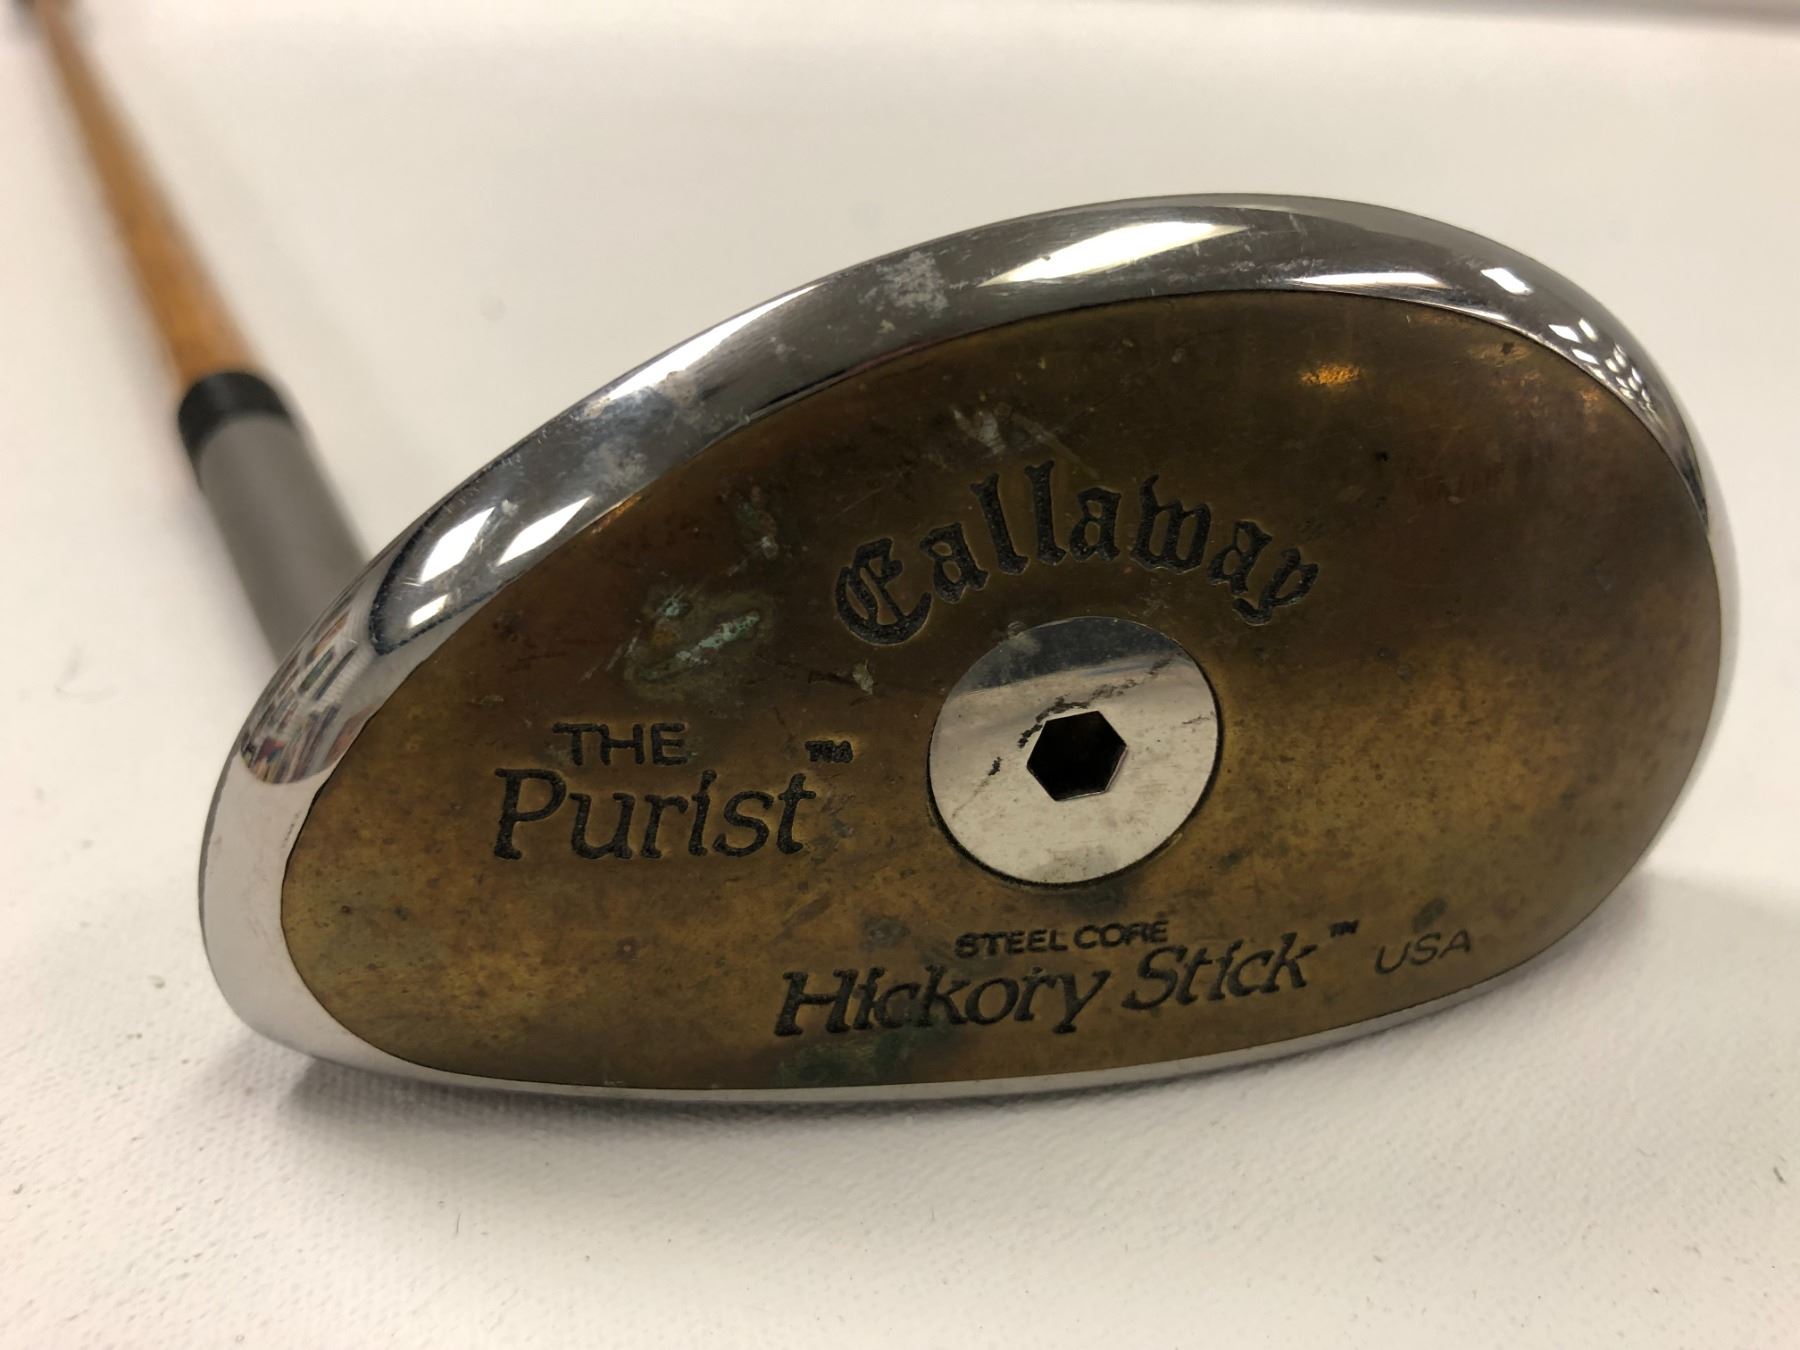 Callaway
THE
Purist™
STEEL CORE
Hickory Stick™ USA